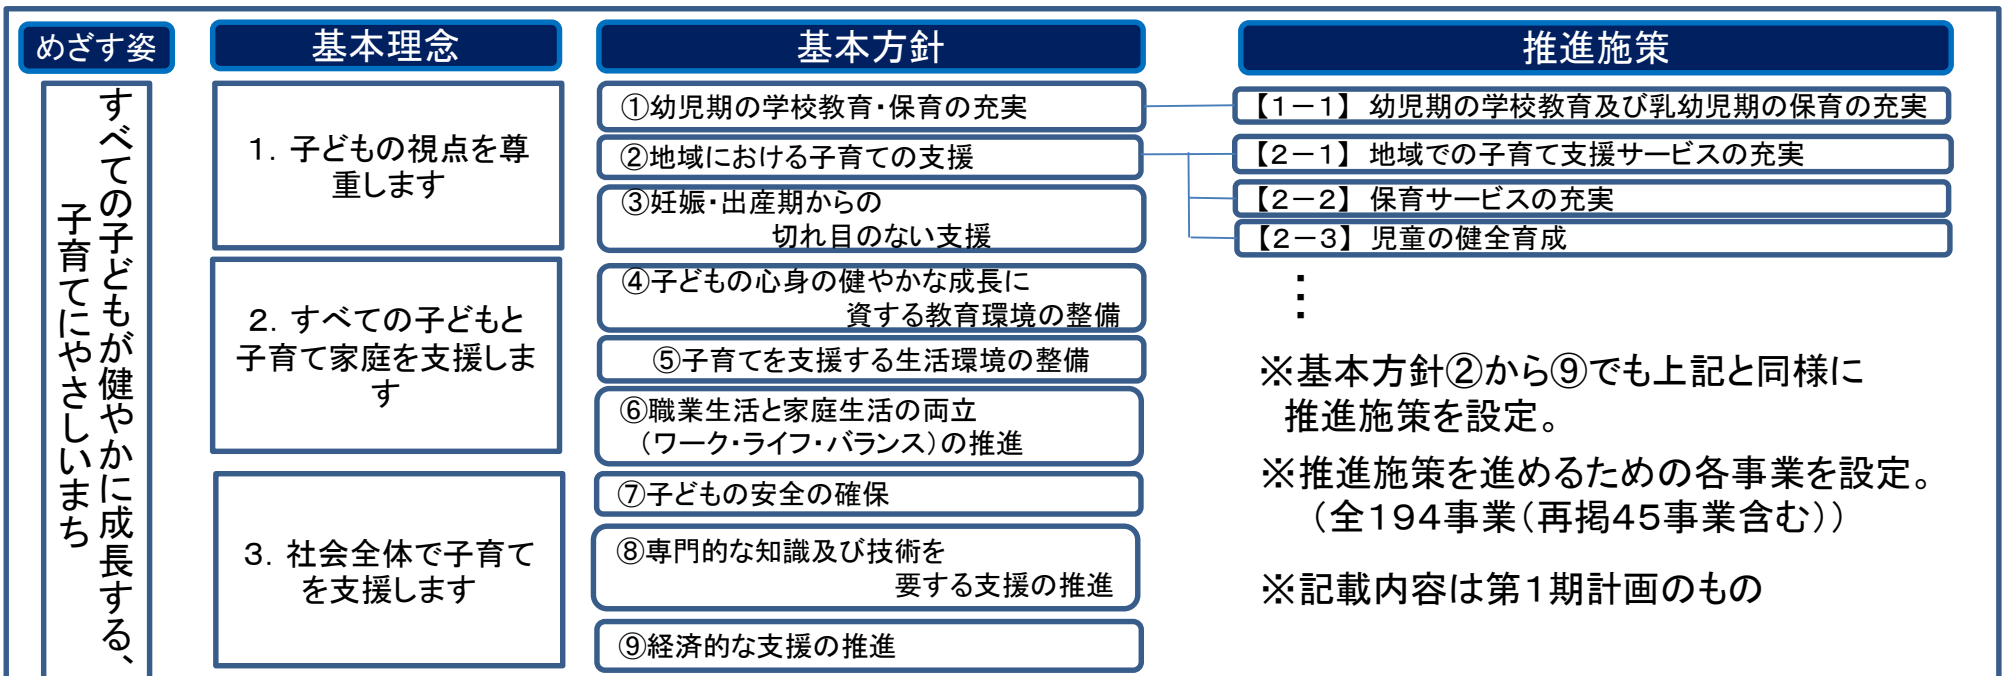 めざす姿
すべての子どもが健やかに成長する、
子育てにやさしいまち
基本理念
1．子どもの視点を尊
重します
2．すべての子どもと
子育て家庭を支援しま
す
3．社会全体で子育て
を支援します
基本方針
①幼児期の学校教育・保育の充実
②地域における子育ての支援
③妊娠・出産期からの
切れ目のない支援
④子どもの心身の健やかな成長に
資する教育環境の整備
⑤子育てを支援する生活環境の整備
⑥職業生活と家庭生活の両立
（ワーク・ライフ・バランス）の推進
⑦子どもの安全の確保
⑧専門的な知識及び技術を
要する支援の推進
⑨経済的な支援の推進
推進施策
【1－1】 幼児期の学校教育及び乳幼児期の保育の充実
【2－1】 地域での子育て支援サービスの充実
【2－2】 保育サービスの充実
【2－3】 児童の健全育成
︙
※基本方針②から⑨でも上記と同様に
推進施策を設定。
※推進施策を進めるための各事業を設定。
（全194事業（再掲45事業含む））
※記載内容は第1期計画のもの